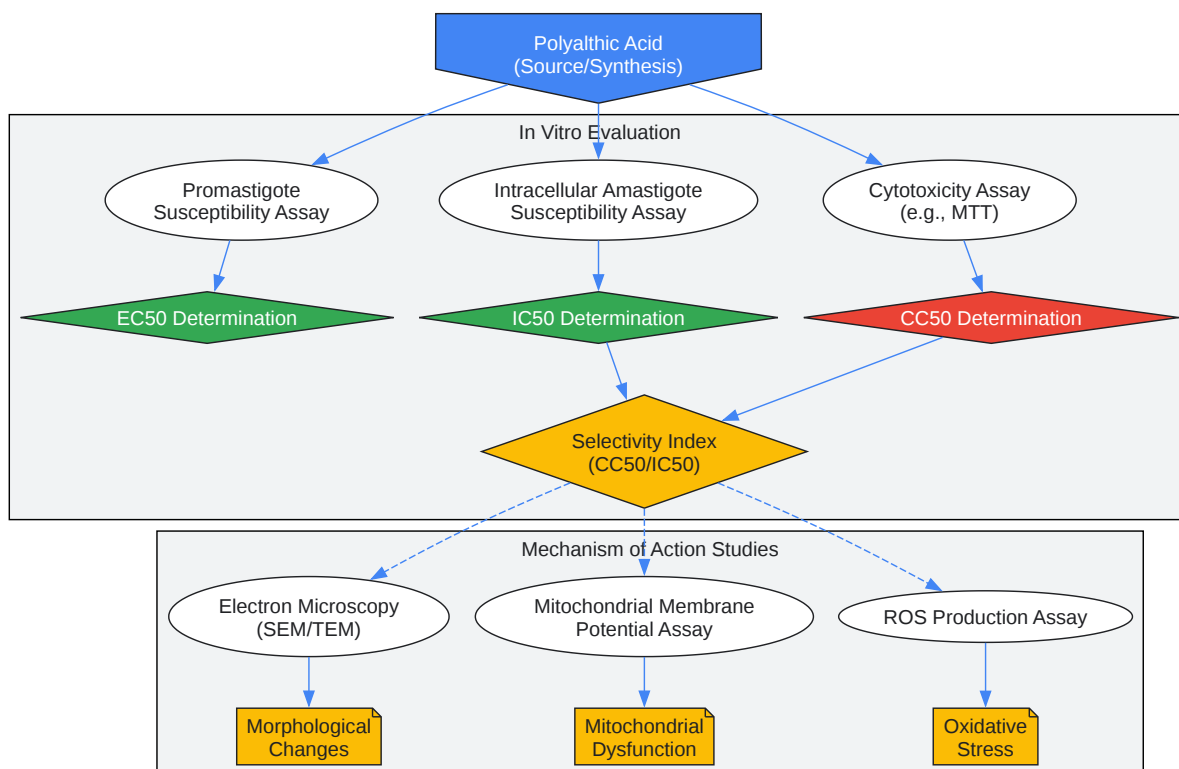 Polyalthic Acid
(Source/Synthesis)
In Vitro Evaluation
Promastigote
Susceptibility Assay
Intracellular Amastigote
Susceptibility Assay
Cytotoxicity Assay
(e.g., MTT)
EC50 Determination
IC50 Determination
CC50 Determination
Selectivity Index
(CC50/IC50)
Mechanism of Action Studies
Electron Microscopy
(SEM/TEM)
Mitochondrial Membrane
Potential Assay
ROS Production Assay
Morphological
Changes
Mitochondrial
Dysfunction
Oxidative
Stress